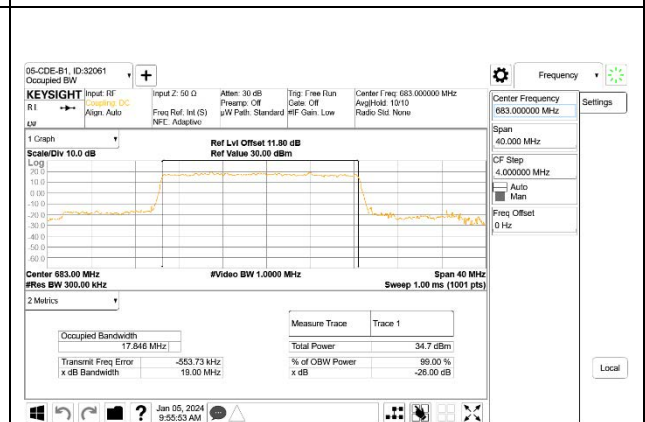 05-CDE-B1, ID:32061
Occupied BW
Frequency
KEYSIGHT
RL
Input: RF
Coupling: DC
Align: Auto
Input Z: 50 Ω
Freq Ref: Int (S)
NFE: Adaptive
Atten: 30 dB
Preamp: Off
µW Path: Standard
Trig: Free Run
Gate: Off
#IF Gain: Low
Center Freq: 683.000000 MHz
Avg|Hold: 10/10
Radio Std: None
Center Frequency
683.000000 MHz
Settings
Span
40.000 MHz
CF Step
4.000000 MHz
Auto
Man
Freq Offset
0 Hz
1 Graph
Scale/Div 10.0 dB
Ref Lvl Offset 11.80 dB
Ref Value 30.00 dBm
Log
20.0
10.0
0.00
-10.0
-20.0
-30.0
-40.0
-50.0
-60.0
Center 683.00 MHz
#Video BW 1.0000 MHz
Span 40 MHz
#Res BW 300.00 kHz
Sweep 1.00 ms (1001 pts)
2 Metrics
Measure Trace
Trace 1
Occupied Bandwidth
17.846 MHz
Total Power
34.7 dBm
Transmit Freq Error
-553.73 kHz
% of OBW Power
99.00 %
x dB Bandwidth
19.00 MHz
x dB
-26.00 dB
Local
?
Jan 05, 2024
9:55:53 AM